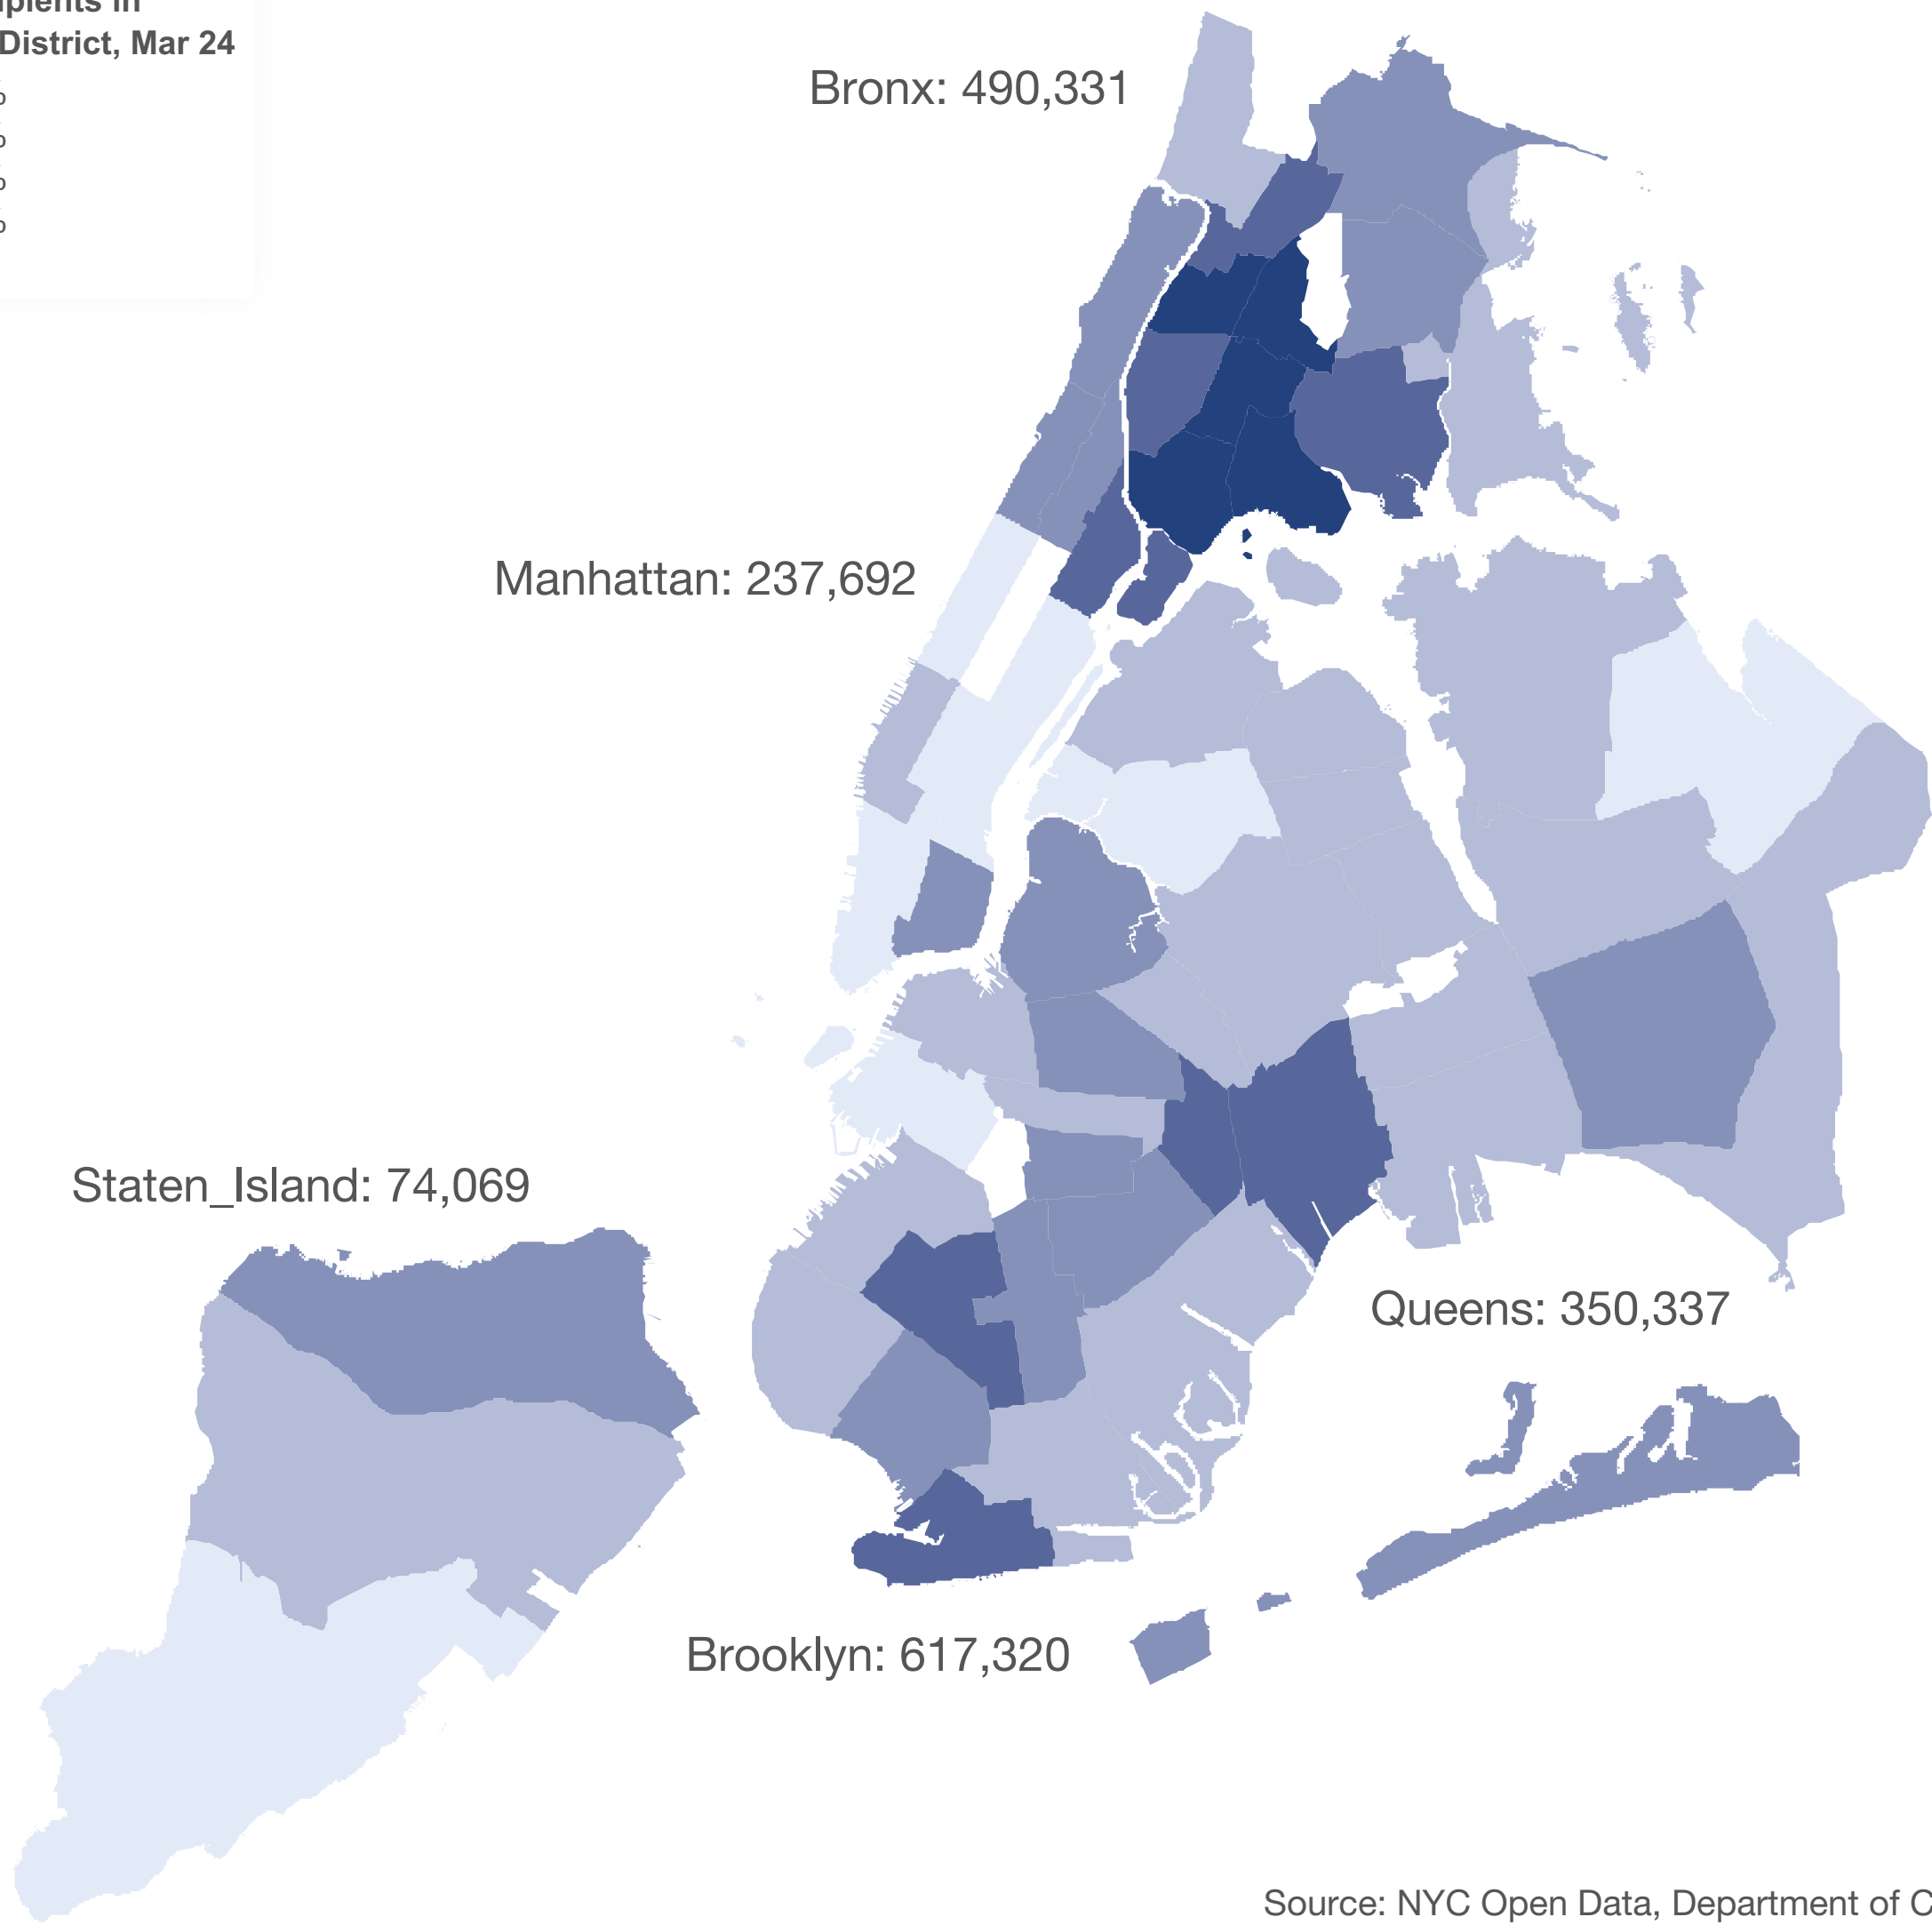 District, Mar 24
Bronx: 490,331
Manhattan: 237,692
Staten_Island: 74,069
Queens: 350,337
Brooklyn: 617,320
Source: NYC Open Data, Department of